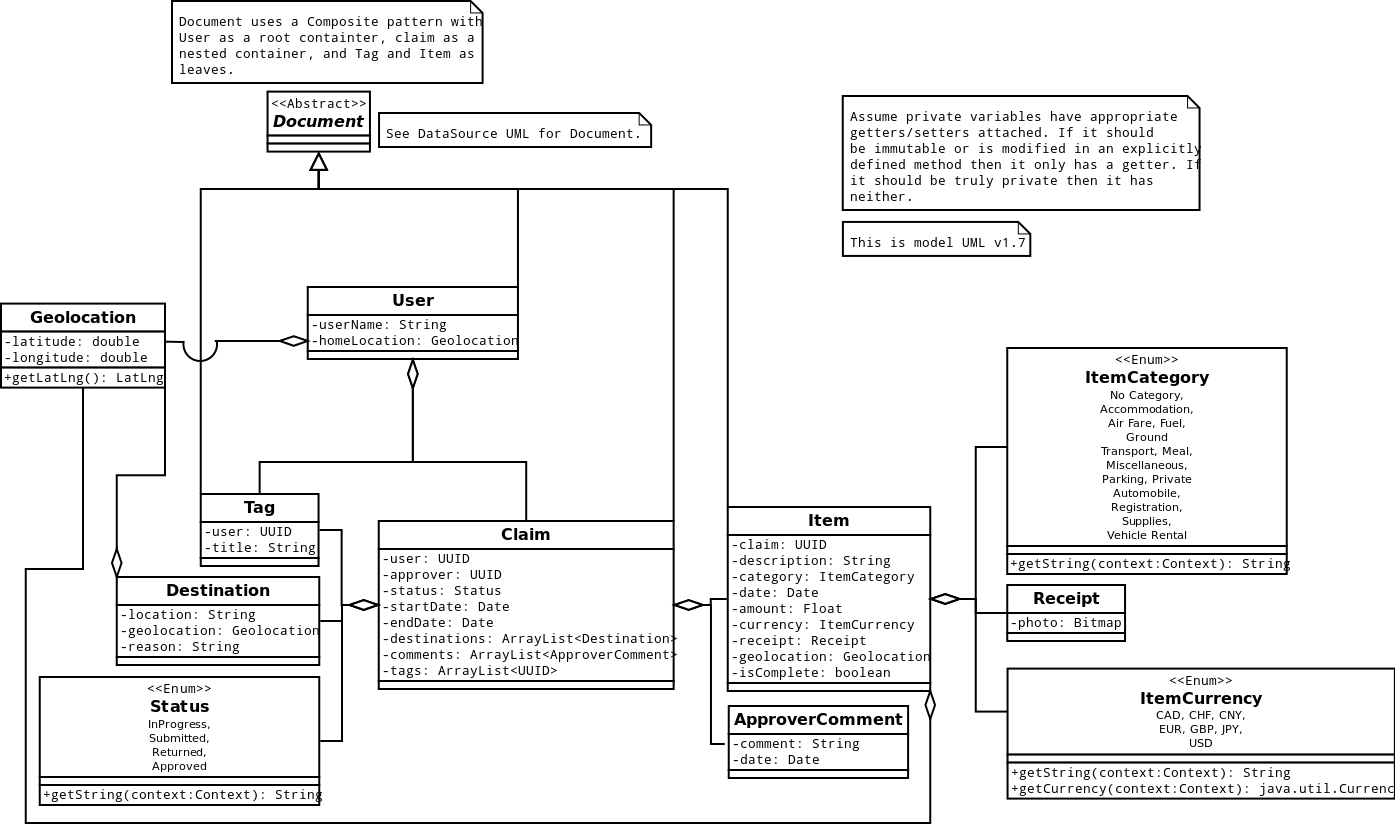 Document uses a Composite pattern with
User as a root containter, claim as a
nested container, and Tag and Item as
leaves.
<<Abstract>>
Document
See DataSource UML for Document.
Assume private variables have appropriate
getters/setters attached. If it should
be immutable or is modified in an explicitly
defined method then it only has a getter. If
it should be truly private then it has
neither.
This is model UML v1.7
User
-userName: String
-homeLocation: Geolocation
Geolocation
-latitude: double
-longitude: double
+getLatLng(): LatLng
<<Enum>>
ItemCategory
No Category,
Accommodation,
Air Fare, Fuel,
Ground
Transport, Meal,
Miscellaneous,
Parking, Private
Automobile,
Registration,
Supplies,
Vehicle Rental
+getString(context:Context): String
Tag
-user: UUID
-title: String
Claim
-user: UUID
-approver: UUID
-status: Status
-startDate: Date
-endDate: Date
-destinations: ArrayList<Destination>
-comments: ArrayList<ApproverComment>
-tags: ArrayList<UUID>
Item
-claim: UUID
-description: String
-category: ItemCategory
-date: Date
-amount: Float
-currency: ItemCurrency
-receipt: Receipt
-geolocation: Geolocation
-isComplete: boolean
Destination
-location: String
-geolocation: Geolocation
-reason: String
Receipt
-photo: Bitmap
<<Enum>>
Status
InProgress,
Submitted,
Returned,
Approved
+getString(context:Context): String
ApproverComment
-comment: String
-date: Date
<<Enum>>
ItemCurrency
CAD, CHF, CNY,
EUR, GBP, JPY,
USD
+getString(context:Context): String
+getCurrency(context:Context): java.util.Currenc